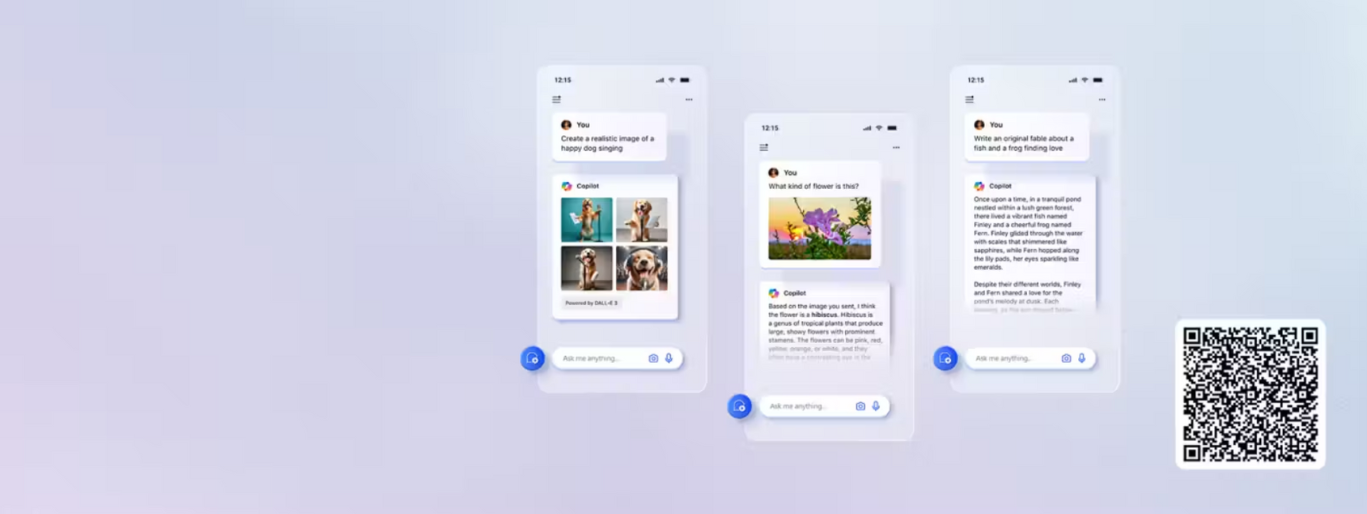 12:15
You
Create a realistic image of a
happy dog singing
Copilot
Powered by DALL-E 3
Ask me anything...
12:15
You
What kind of flower is this?
Copilot
Based on the image you sent, I think
the flower is a hibiscus. Hibiscus is
a genus of tropical plants that produce
large, showy flowers with prominent
stamens. The flowers can be pink, red,
yellow, orange, or white, and they
often have a contrasting eye in the
Ask me anything...
12:15
You
Write an original fable about a
fish and a frog finding love
Copilot
Once upon a time, in a tranquil pond
nestled within a lush green forest,
there lived a vibrant fish named
Finley and a cheerful frog named
Fern. Finley glided through the water
with scales that shimmered like
sapphires, while Fern hopped along
the lily pads, her eyes sparkling like
emeralds.
Despite their different worlds, Finley
and Fern shared a love for the
pond's melody at dusk. Each
Ask me anything...